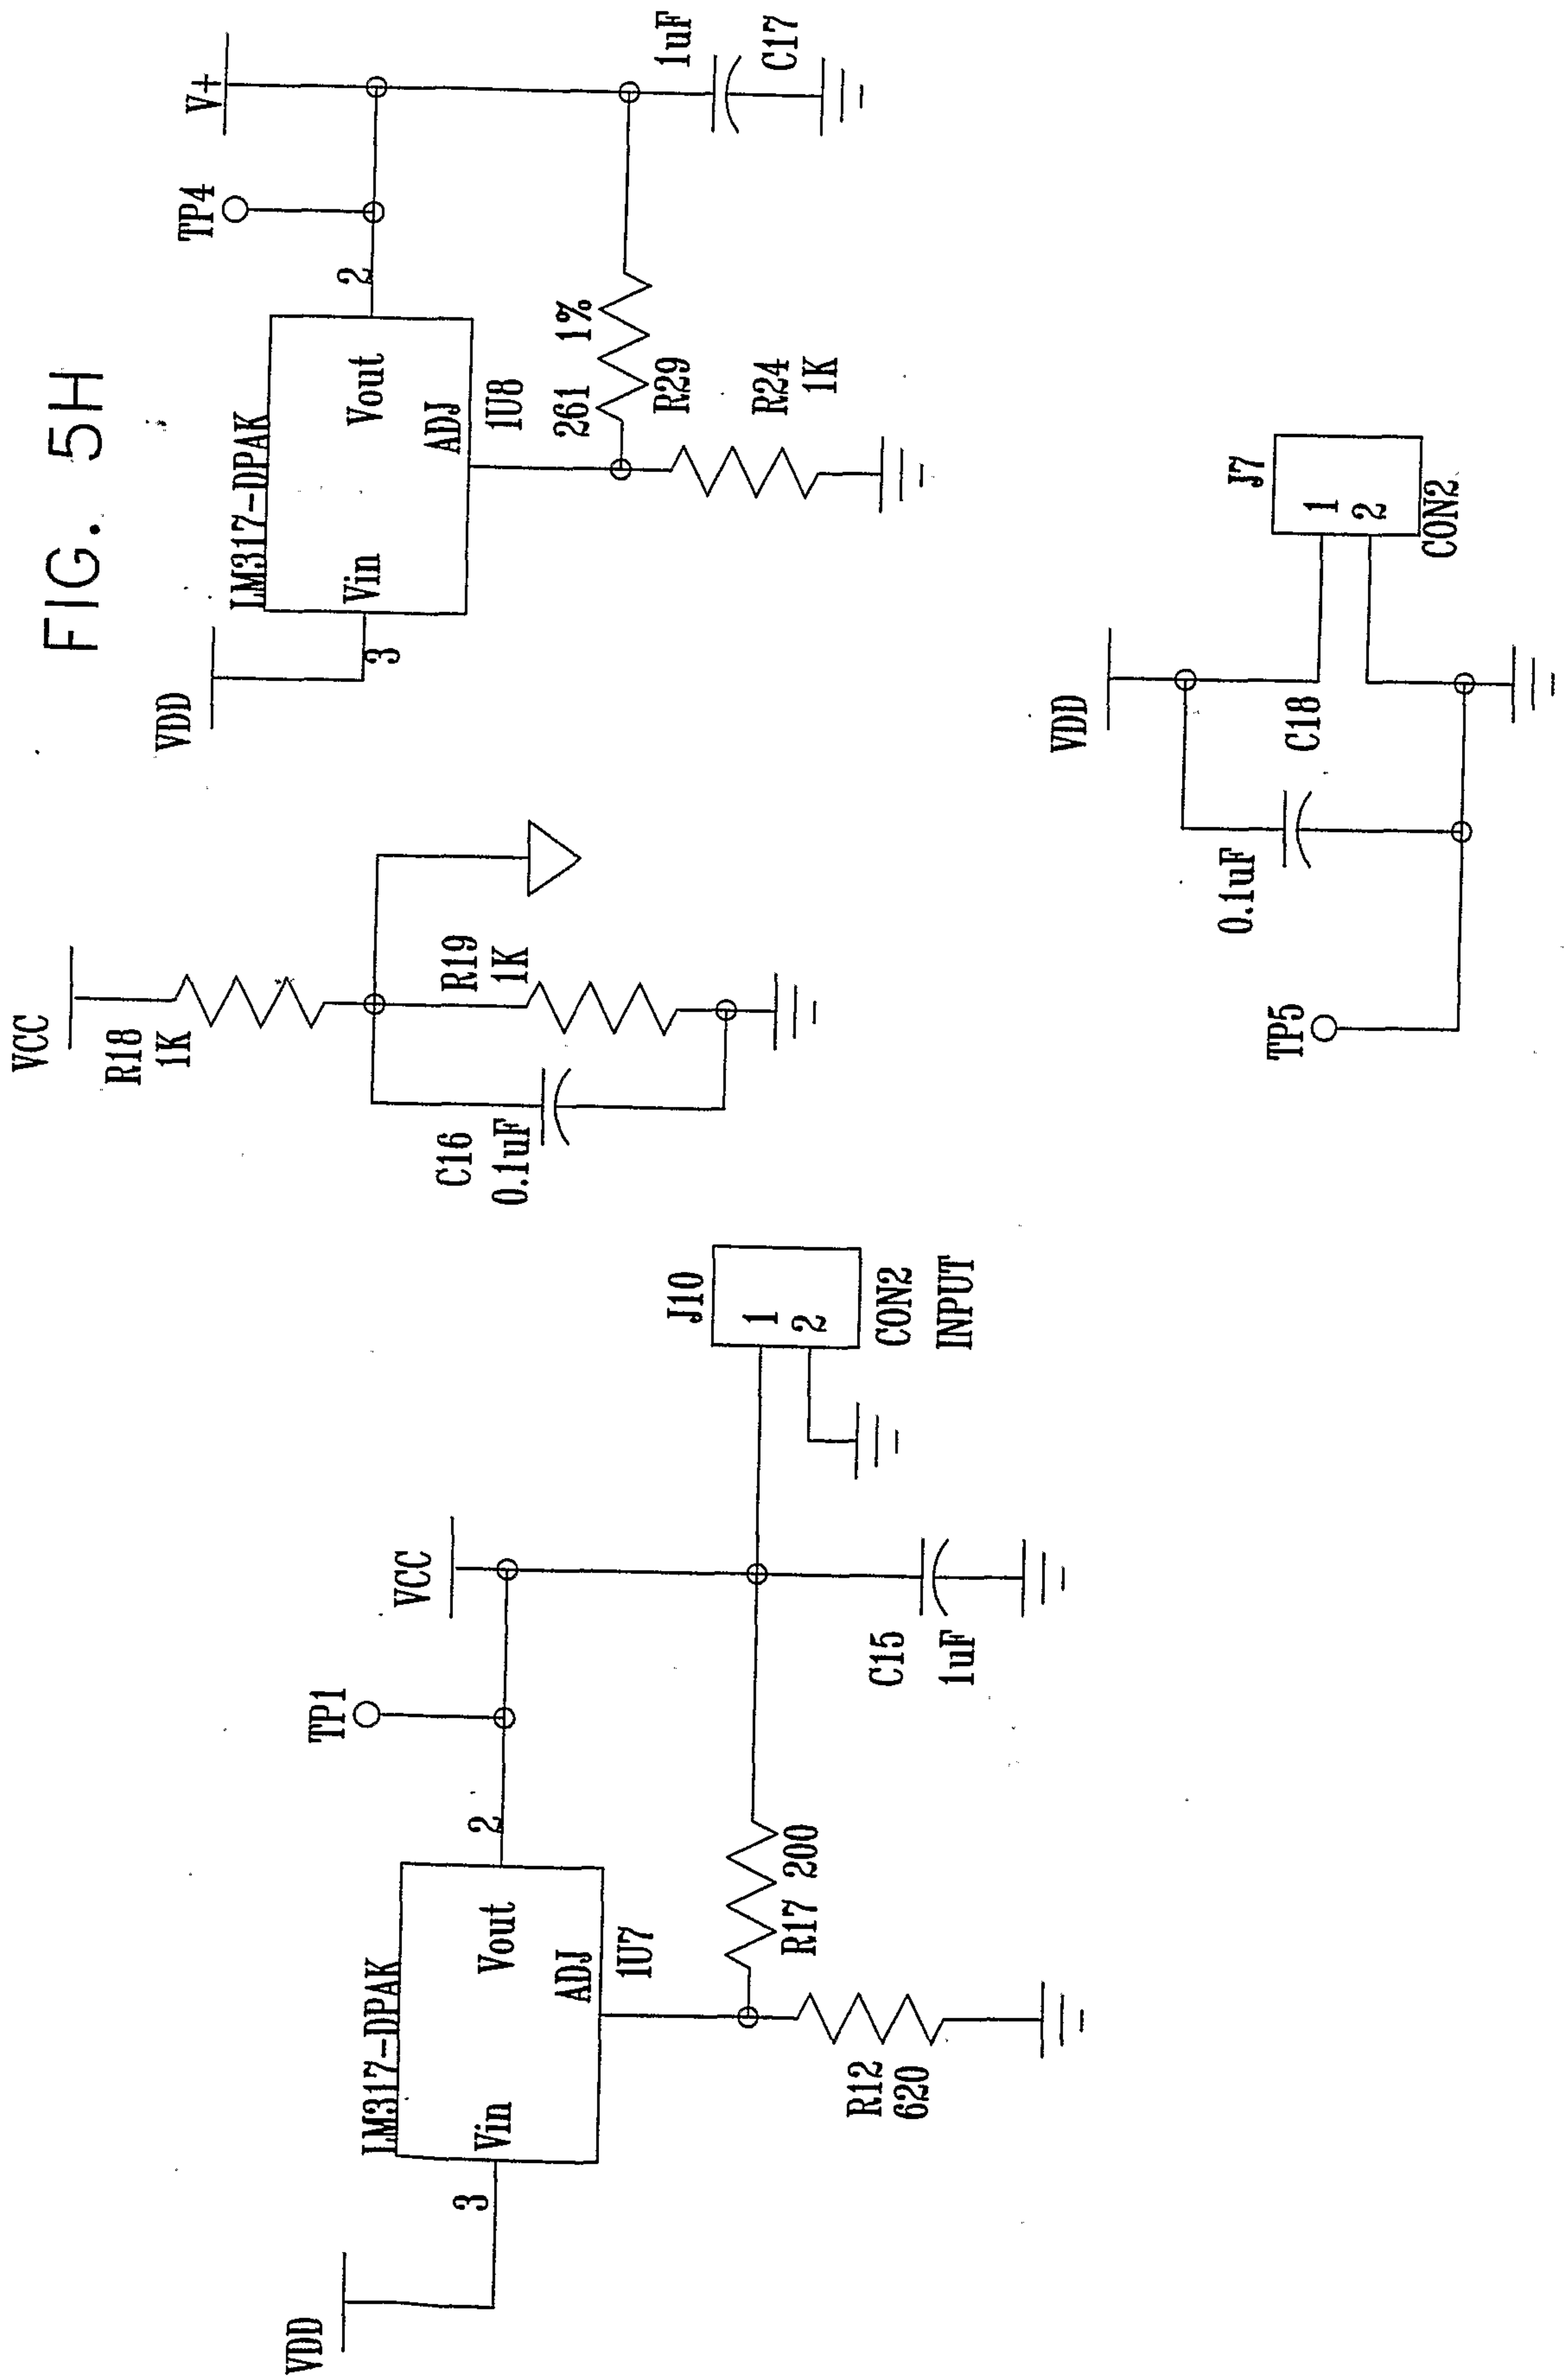 FIG. 5H
VDD
LM317-DPAK
Vin
3
Vout
2
ADJ
1U7
TP1
VCC
R17 200
R12
620
C15
1uF
J10
1
2
CON2
INPUT
VCC
R18
1K
R19
1K
C16
0.1uF
VDD
LM317-DPAK
Vin
3
Vout
2
ADJ
1U8
TP4
V+
261 1%
R29
R24
1K
1uF
C17
VDD
C18
0.1uF
TP5
J7
1
2
CON2